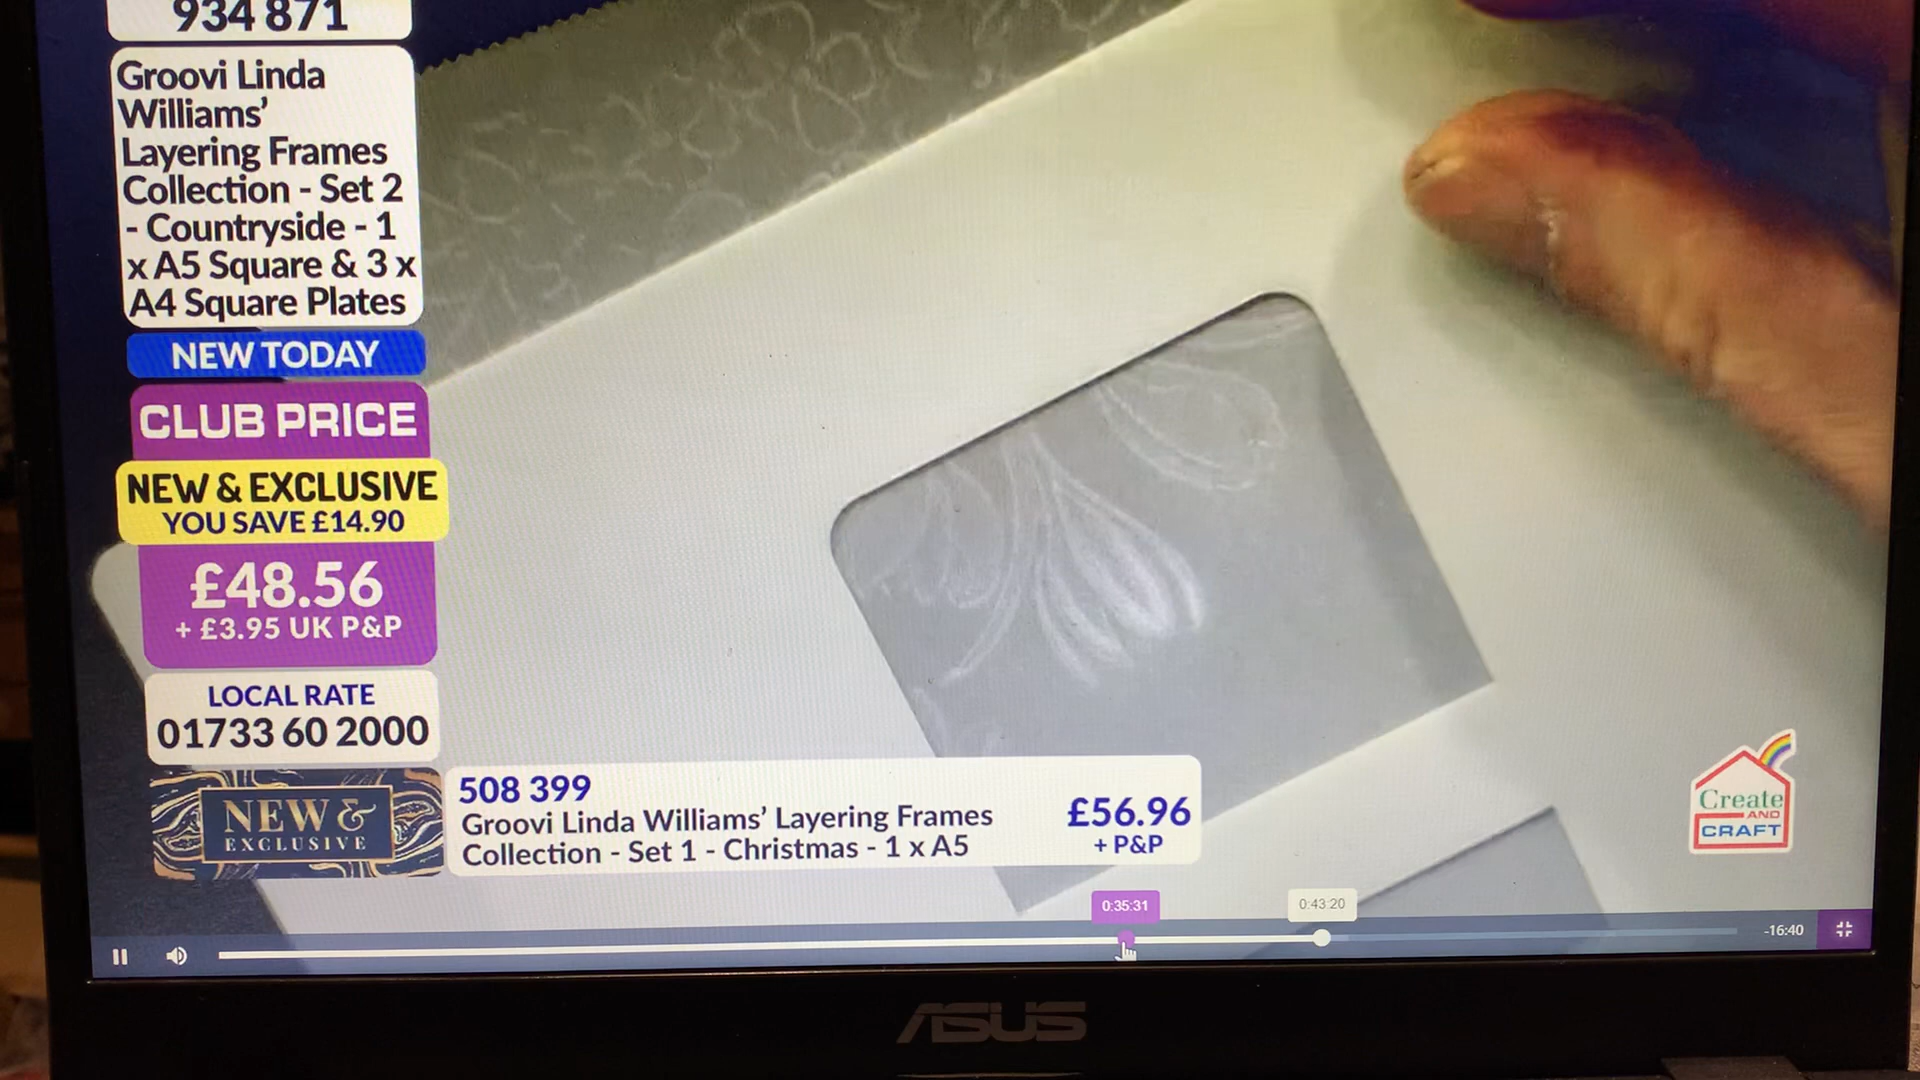 934 871
Groovi Linda
Williams'
Layering Frames
Collection - Set 2
- Countryside - 1
x A5 Square & 3 x
A4 Square Plates
NEW TODAY
CLUB PRICE
NEW & EXCLUSIVE
YOU SAVE £14.90
£48.56
+ £3.95 UK P&P
LOCAL RATE
01733 60 2000
NEW &
EXCLUSIVE
508 399
Groovi Linda Williams' Layering Frames
Collection - Set 1 - Christmas - 1 x A5
£56.96
+ P&P
Create
AND
CRAFT
0:35:31
0:43:20
-16:40
ASUS